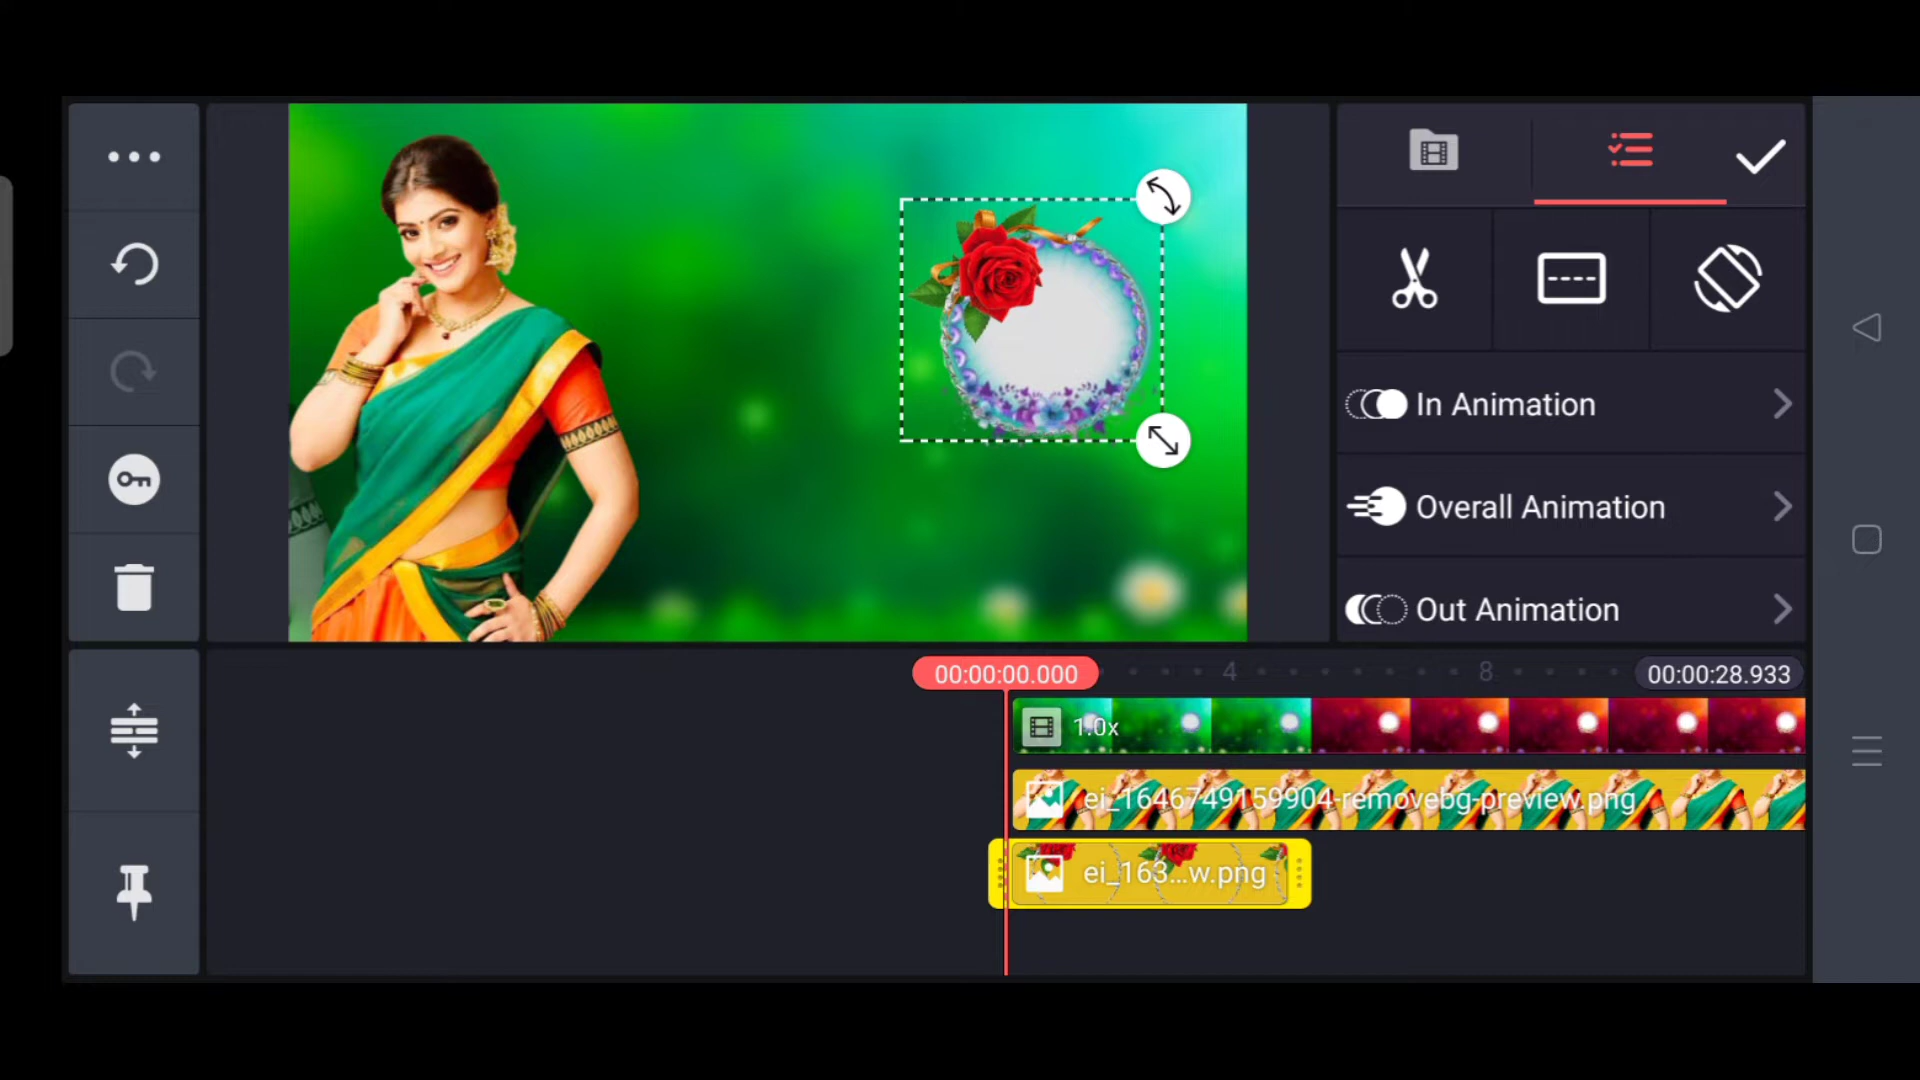 In Animation
Overall Animation
Out Animation
00:00:00.000
4
8
00:00:28.933
1.0x
ei_1646749159904-removebg-preview.png
ei_163...w.png